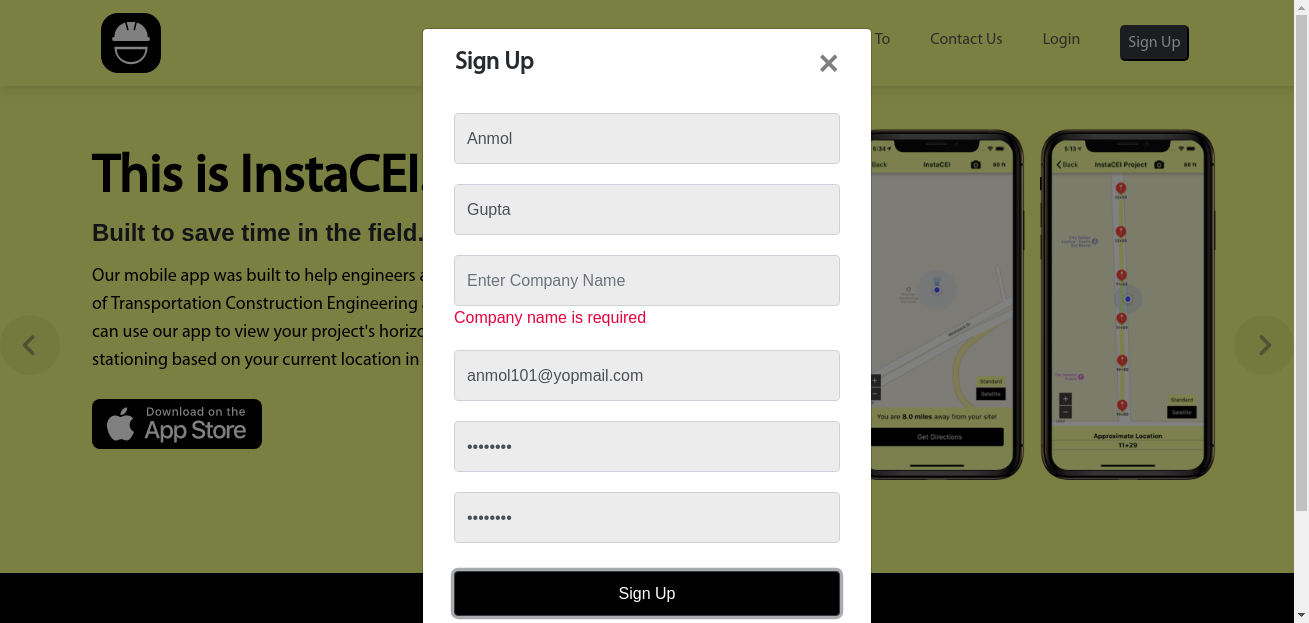 To
Contact Us
Login
Sign Up
Sign Up
×
Anmol
Gupta
Enter Company Name
Company name is required
anmol101@yopmail.com
••••••••
••••••••
Sign Up
This is InstaCEI.
Built to save time in the field.
Our mobile app was built to help engineers
of Transportation Construction Engineering
can use our app to view your project's
stationing based on your current location in
Download on the
App Store
5:34
Back
InstaCEI
80 ft
Standard
Satellite
You are 8.0 miles away from your site!
Get Directions
5:13
Back
InstaCEI Project
80 ft
Standard
Satellite
Approximate Location
11+29